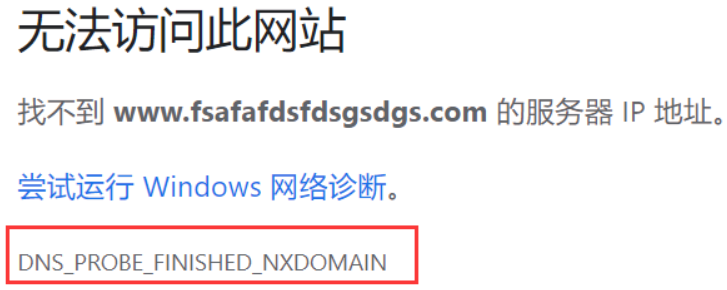 无法访问此网站
找不到 www.fsafafdsfdsgsdgs.com 的服务器 IP 地址。
尝试运行 Windows 网络诊断。
DNS_PROBE_FINISHED_NXDOMAIN